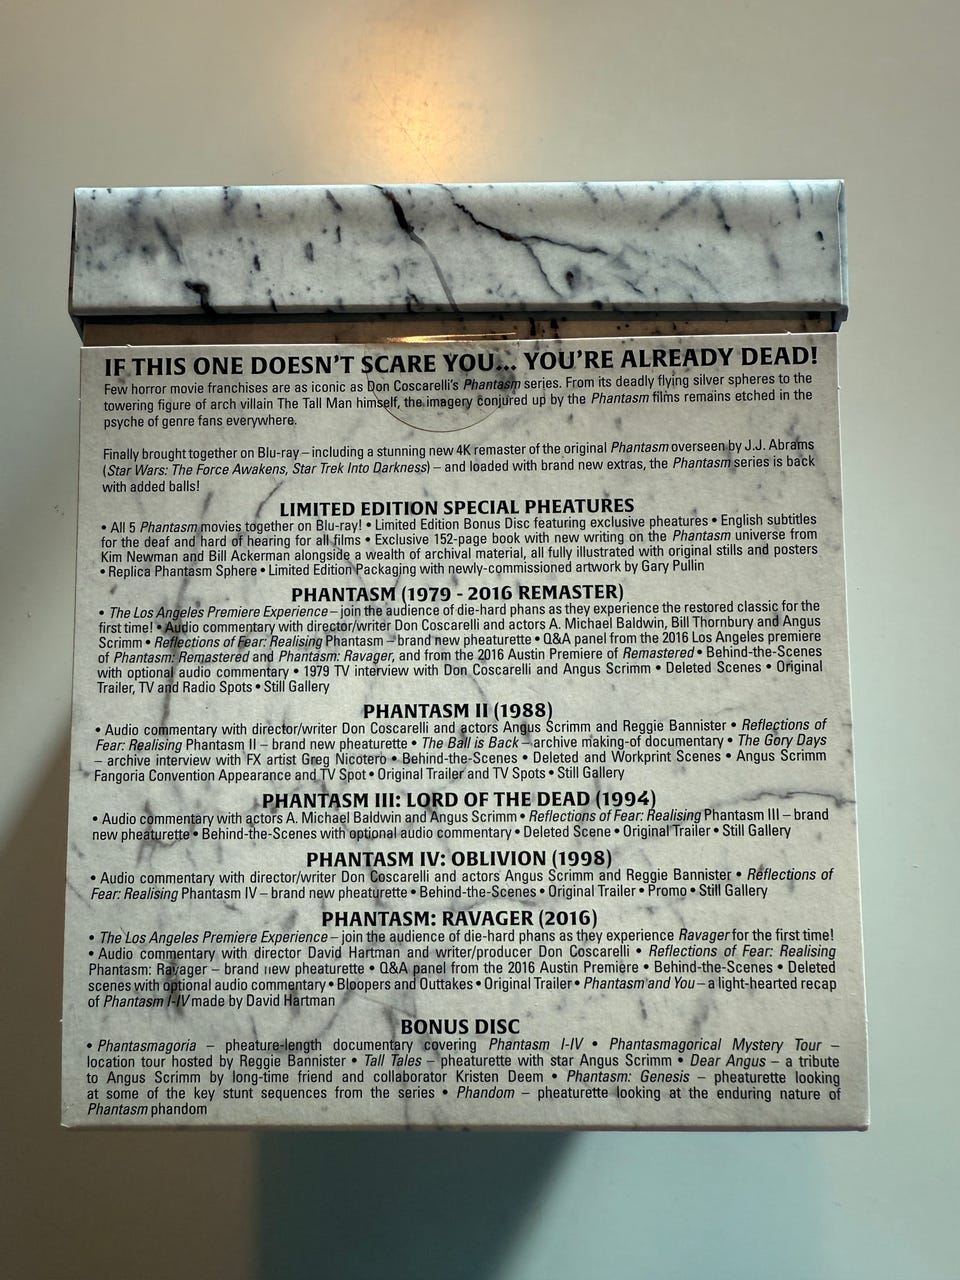 IF THIS ONE DOESN'T SCARE YOU... YOU'RE ALREADY DEAD!
Few horror movie franchises are as iconic as Don Coscarelli's Phantasm series. From its deadly flying silver spheres to the
towering figure of arch villain The Tall Man himself, the imagery conjured up by the Phantasm films remains etched in the
psyche of genre fans everywhere.
Finally brought together on Blu-ray – including a stunning new 4K remaster of the original Phantasm overseen by J.J. Abrams
(Star Wars: The Force Awakens, Star Trek Into Darkness) – and loaded with brand new extras, the Phantasm series is back
with added balls!
LIMITED EDITION SPECIAL PHEATURES
• All 5 Phantasm movies together on Blu-ray! • Limited Edition Bonus Disc featuring exclusive pheatures • English subtitles
for the deaf and hard of hearing for all films • Exclusive 152-page book with new writing on the Phantasm universe from
Kim Newman and Bill Ackerman alongside a wealth of archival material, all fully illustrated with original stills and posters
• Replica Phantasm Sphere • Limited Edition Packaging with newly-commissioned artwork by Gary Pullin
PHANTASM (1979 - 2016 REMASTER)
• The Los Angeles Premiere Experience – join the audience of die-hard phans as they experience the restored classic for the
first time! • Audio commentary with director/writer Don Coscarelli and actors A. Michael Baldwin, Bill Thornbury and Angus
Scrimm • Reflections of Fear: Realising Phantasm – brand new pheaturette • Q&A panel from the 2016 Los Angeles premiere
of Phantasm: Remastered and Phantasm: Ravager, and from the 2016 Austin Premiere of Remastered • Behind-the-Scenes
with optional audio commentary • 1979 TV interview with Don Coscarelli and Angus Scrimm • Deleted Scenes • Original
Trailer, TV and Radio Spots • Still Gallery
PHANTASM II (1988)
• Audio commentary with director/writer Don Coscarelli and actors Angus Scrimm and Reggie Bannister • Reflections of
Fear: Realising Phantasm II – brand new pheaturette • The Ball is Back – archive making-of documentary • The Gory Days
– archive interview with FX artist Greg Nicotero • Behind-the-Scenes • Deleted and Workprint Scenes • Angus Scrimm
Fangoria Convention Appearance and TV Spot • Original Trailer and TV Spots • Still Gallery
PHANTASM III: LORD OF THE DEAD (1994)
• Audio commentary with actors A. Michael Baldwin and Angus Scrimm • Reflections of Fear: Realising Phantasm III – brand
new pheaturette • Behind-the-Scenes with optional audio commentary • Deleted Scene • Original Trailer • Still Gallery
PHANTASM IV: OBLIVION (1998)
• Audio commentary with director/writer Don Coscarelli and actors Angus Scrimm and Reggie Bannister • Reflections of
Fear: Realising Phantasm IV – brand new pheaturette • Behind-the-Scenes • Original Trailer • Promo • Still Gallery
PHANTASM: RAVAGER (2016)
• The Los Angeles Premiere Experience – join the audience of die-hard phans as they experience Ravager for the first time!
• Audio commentary with director David Hartman and writer/producer Don Coscarelli • Reflections of Fear: Realising
Phantasm: Ravager – brand new pheaturette • Q&A panel from the 2016 Austin Premiere • Behind-the-Scenes • Deleted
scenes with optional audio commentary • Bloopers and Outtakes • Original Trailer • Phantasm and You – a light-hearted recap
of Phantasm I-IV made by David Hartman
BONUS DISC
• Phantasmagoria – pheature-length documentary covering Phantasm I-IV • Phantasmagorical Mystery Tour –
location tour hosted by Reggie Bannister • Tall Tales – pheaturette with star Angus Scrimm • Dear Angus – a tribute
to Angus Scrimm by long-time friend and collaborator Kristen Deem • Phantasm: Genesis – pheaturette looking
at some of the key stunt sequences from the series • Phandom – pheaturette looking at the enduring nature of
Phantasm phandom